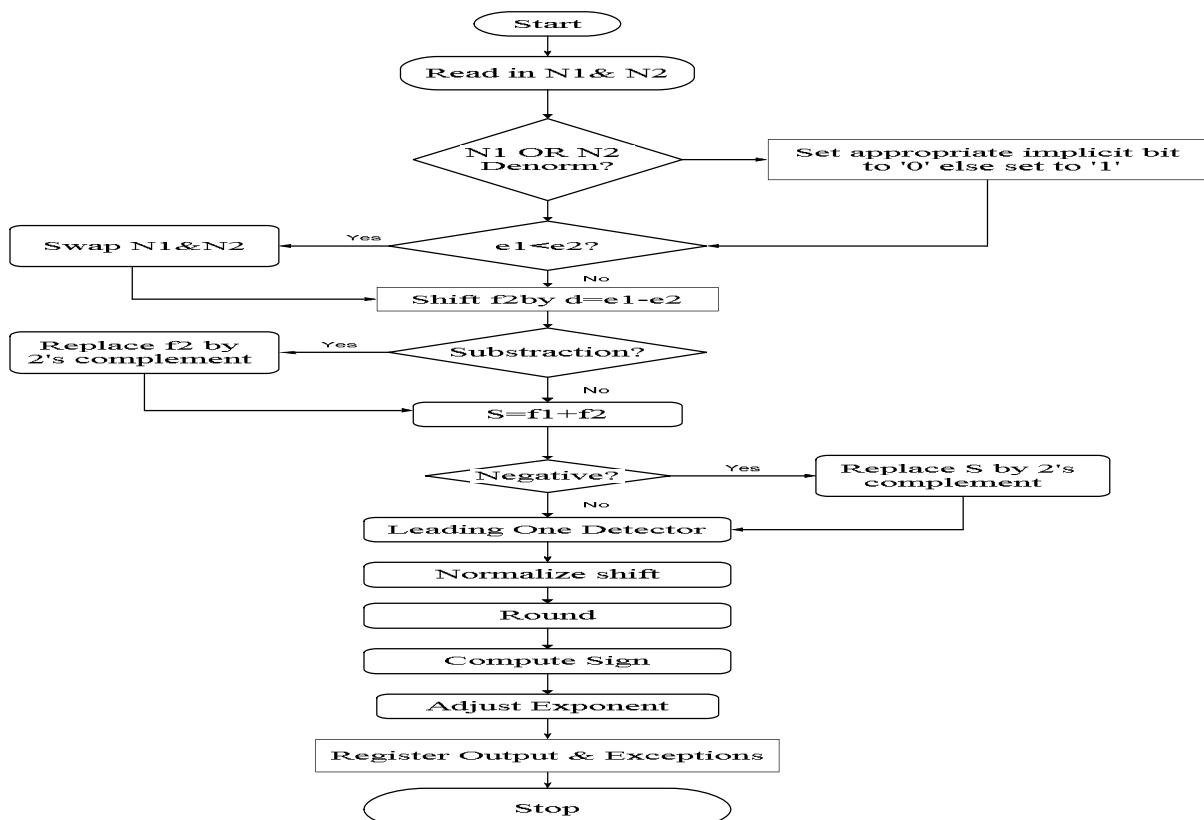 Start
Read in N1& N2
N1 OR N2
Denorm?
Set appropriate implicit bit
to '0' else set to '1'
Swap N1&N2
Yes
e1<e2?
No
Shift f2by d=e1-e2
Replace f2 by
2's complement
Yes
Substraction?
No
S=f1+f2
Negative?
Yes
Replace S by 2's
complement
No
Leading One Detector
Normalize shift
Round
Compute Sign
Adjust Exponent
Register Output & Exceptions
Stop